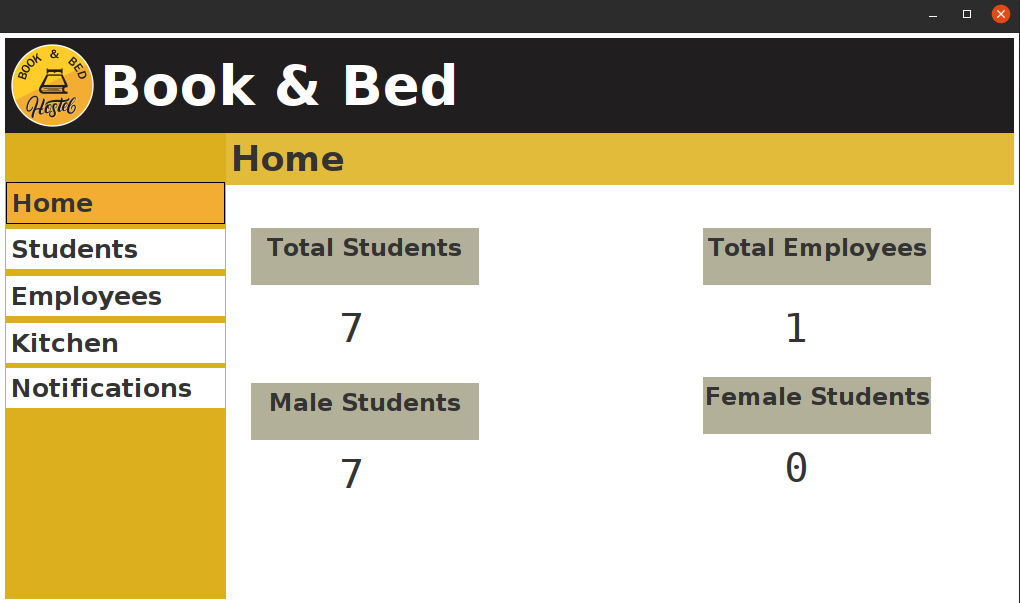 BOOK & BED
Hostel
Book & Bed
Home
Home
Students
Employees
Kitchen
Notifications
Total Students
Total Employees
7
1
Male Students
Female Students
7
0